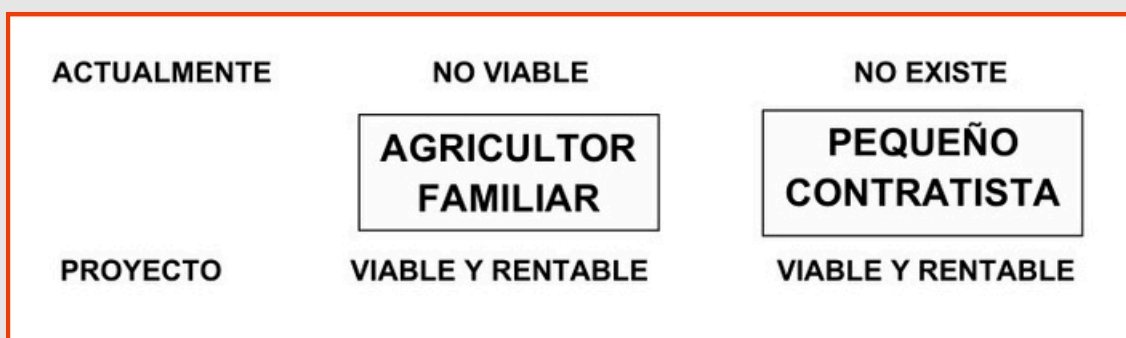 ACTUALMENTE NO VIABLE NO EXISTE
AGRICULTOR
FAMILIAR
PEQUEÑO
CONTRATISTA
PROYECTO VIABLE Y RENTABLE VIABLE Y RENTABLE